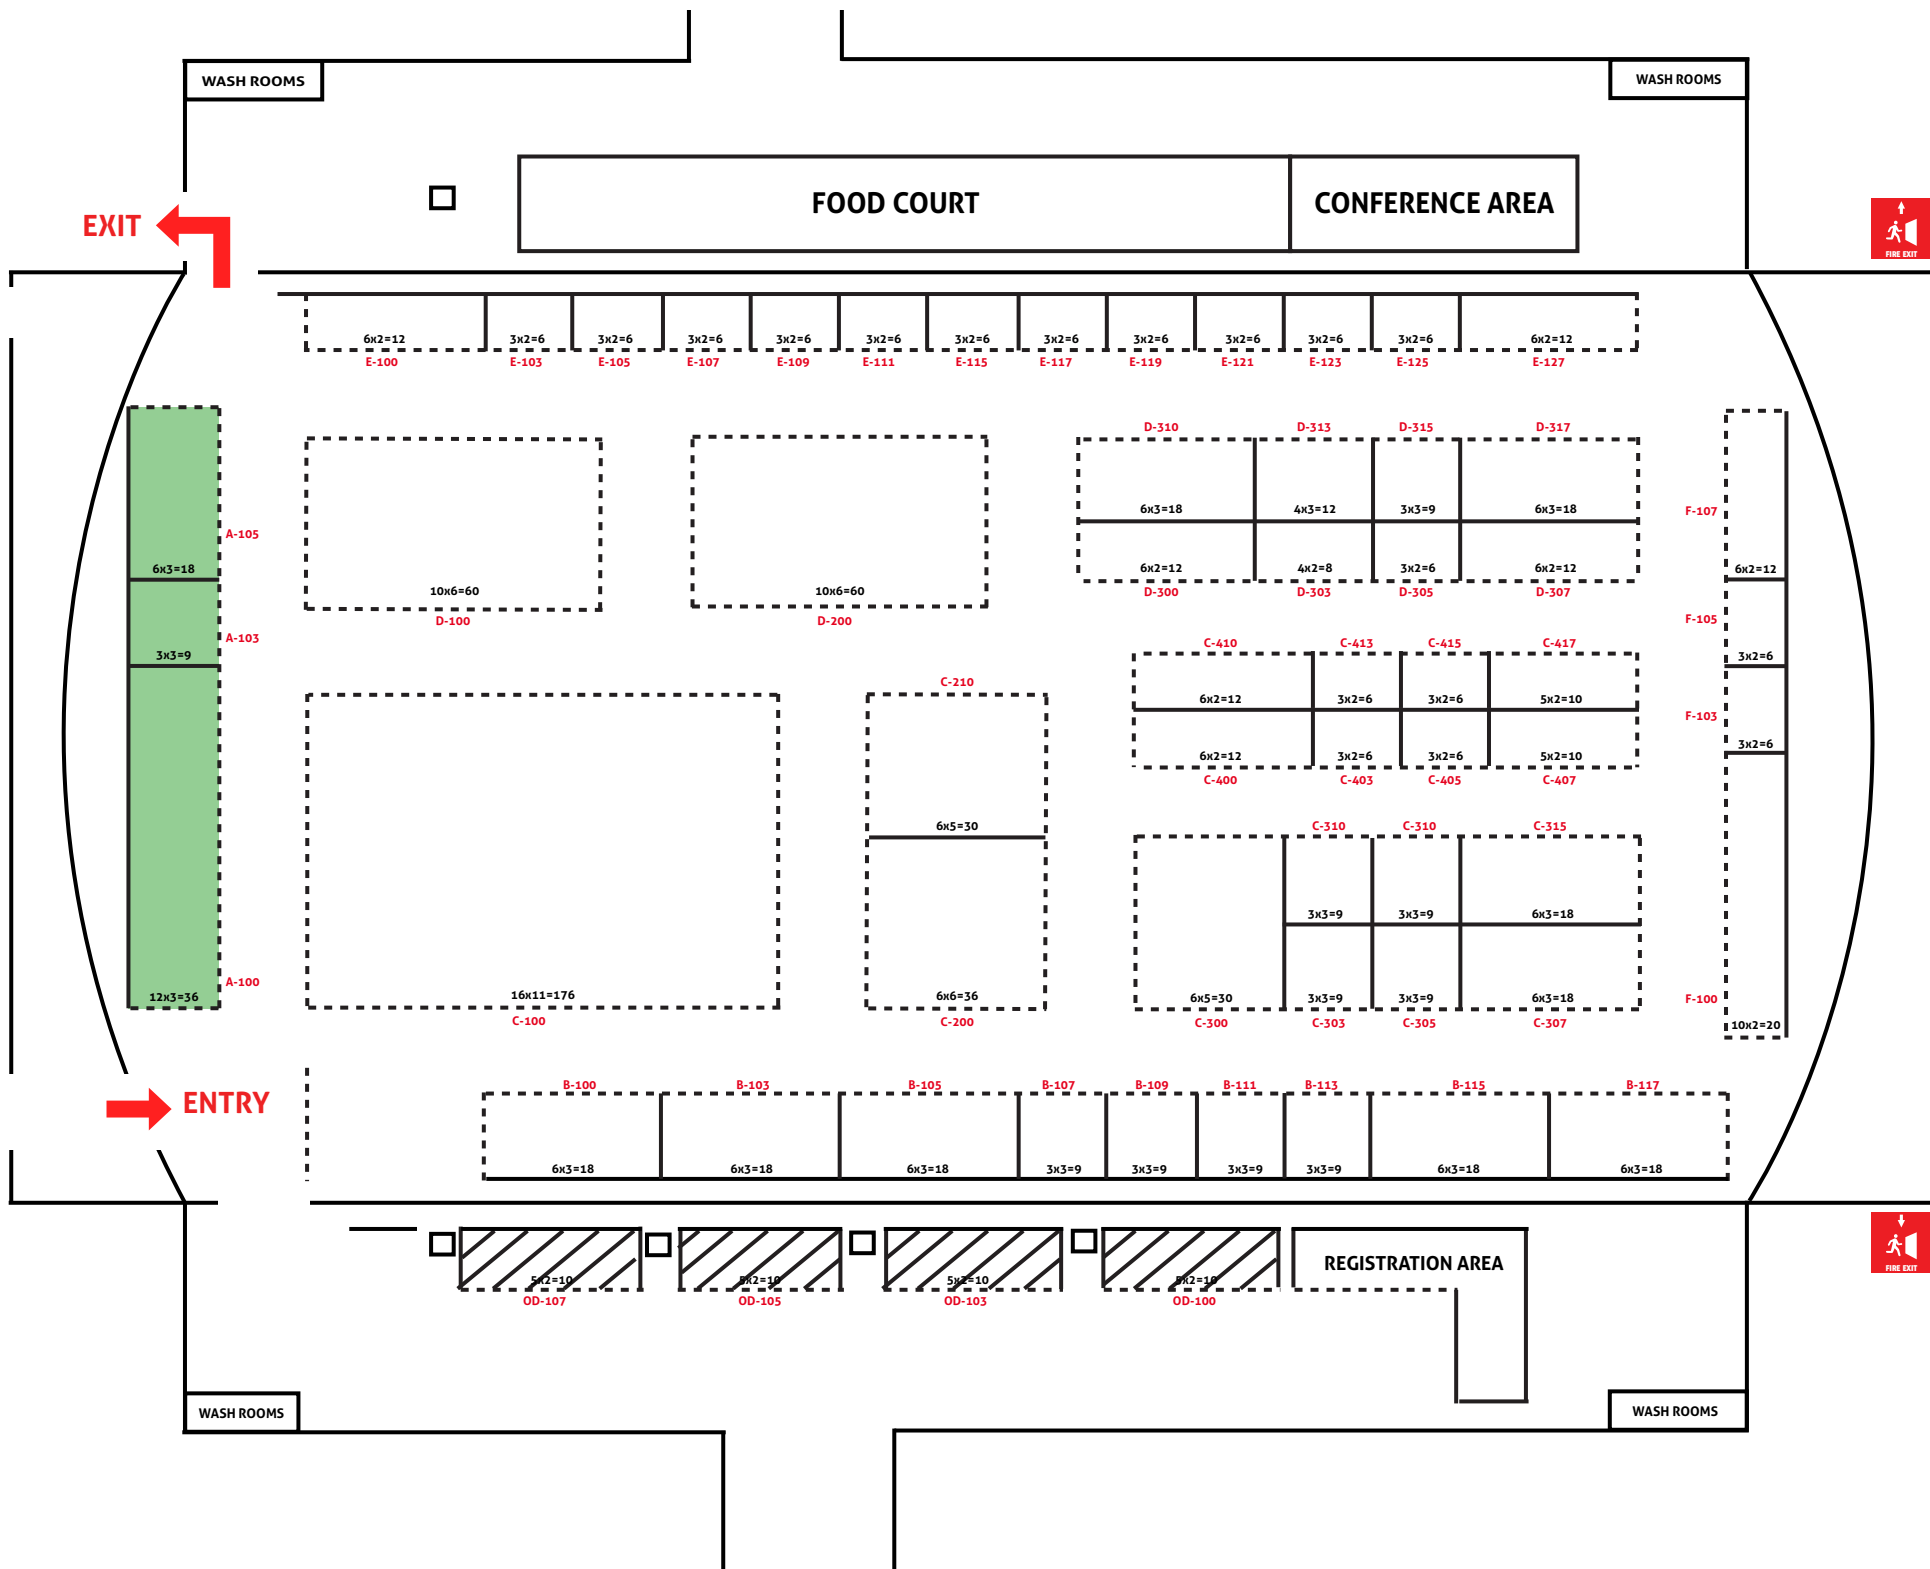 WASH ROOMS
WASH ROOMS
FOOD COURT
CONFERENCE AREA
EXIT
FIRE EXIT
6x2=12
3x2=6
3x2=6
3x2=6
3x2=6
3x2=6
3x2=6
3x2=6
3x2=6
3x2=6
3x2=6
3x2=6
6x2=12
E-100
E-103
E-105
E-107
E-109
E-111
E-115
E-117
E-119
E-121
E-123
E-125
E-127
D-310
D-313
D-315
D-317
6x3=18
4x3=12
3x3=9
6x3=18
F-107
A-105
6x3=18
6x2=12
4x2=8
3x2=6
6x2=12
6x2=12
10x6=60
10x6=60
D-300
D-303
D-305
D-307
D-100
D-200
F-105
A-103
C-410
C-413
C-415
C-417
3x3=9
3x2=6
C-210
6x2=12
3x2=6
3x2=6
5x2=10
F-103
3x2=6
6x2=12
3x2=6
3x2=6
5x2=10
C-400
C-403
C-405
C-407
6x5=30
C-310
C-310
C-315
3x3=9
3x3=9
6x3=18
A-100
12x3=36
16x11=176
6x6=36
6x5=30
3x3=9
3x3=9
6x3=18
F-100
C-100
C-200
C-300
C-303
C-305
C-307
10x2=20
B-100
B-103
B-105
B-107
B-109
B-111
B-113
B-115
B-117
ENTRY
6x3=18
6x3=18
6x3=18
3x3=9
3x3=9
3x3=9
3x3=9
6x3=18
6x3=18
REGISTRATION AREA
FIRE EXIT
5x2=10
5x2=10
5x2=10
5x2=10
OD-107
OD-105
OD-103
OD-100
WASH ROOMS
WASH ROOMS